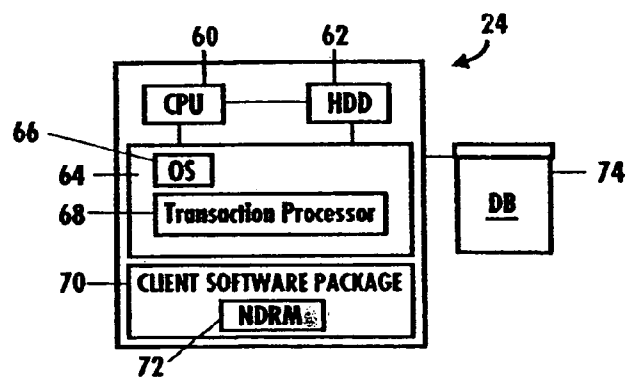 60
62
24
CPU
HDD
66
OS
64
74
68
Transaction Processor
DB
70
CLIENT SOFTWARE PACKAGE
NDRM
72